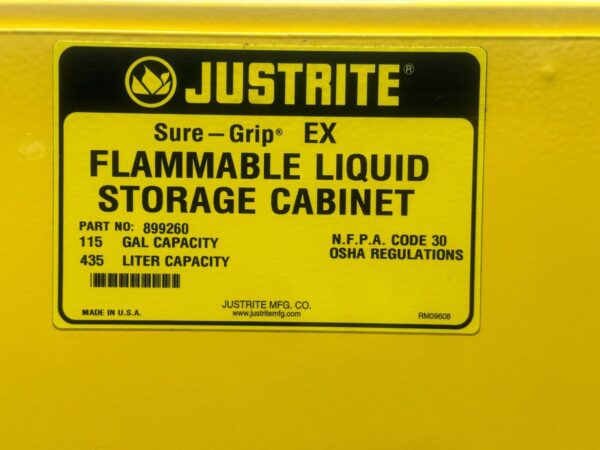 JUSTRITE®
Sure-Grip® EX
FLAMMABLE LIQUID
STORAGE CABINET
PART NO: 899260
115 GAL CAPACITY
435 LITER CAPACITY
N.F.P.A. CODE 30
OSHA REGULATIONS
MADE IN U.S.A.
JUSTRITE MFG. CO.
www.justritemfg.com
RM09608